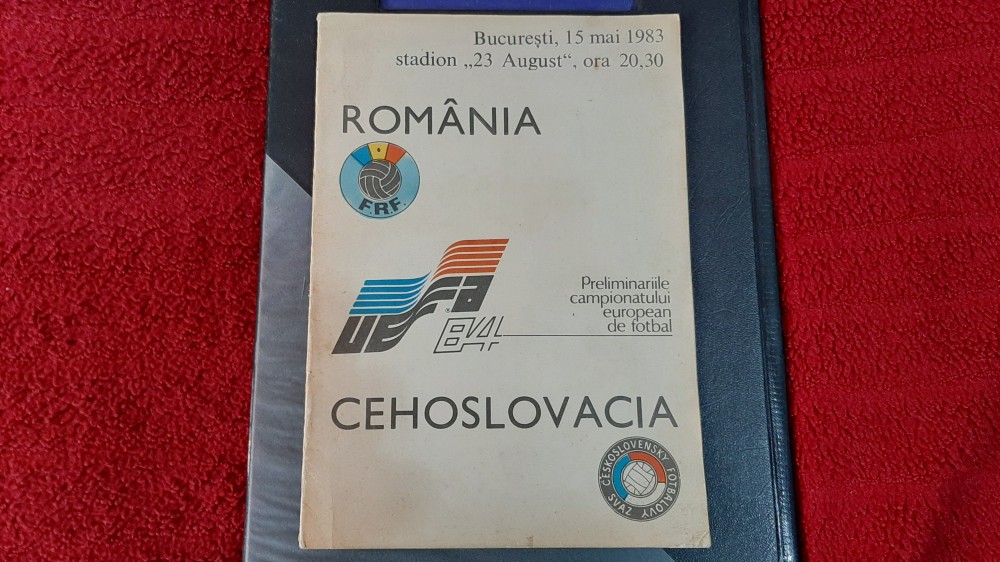 București, 15 mai 1983
stadion „23 August“, ora 20,30
ROMÂNIA
F.R.F.
UEFA
®
84
Preliminariile
campionatului
european
de fotbal
CEHOSLOVACIA
ČESKOSLOVENSKÝ FOTBALOVÝ SVAZ